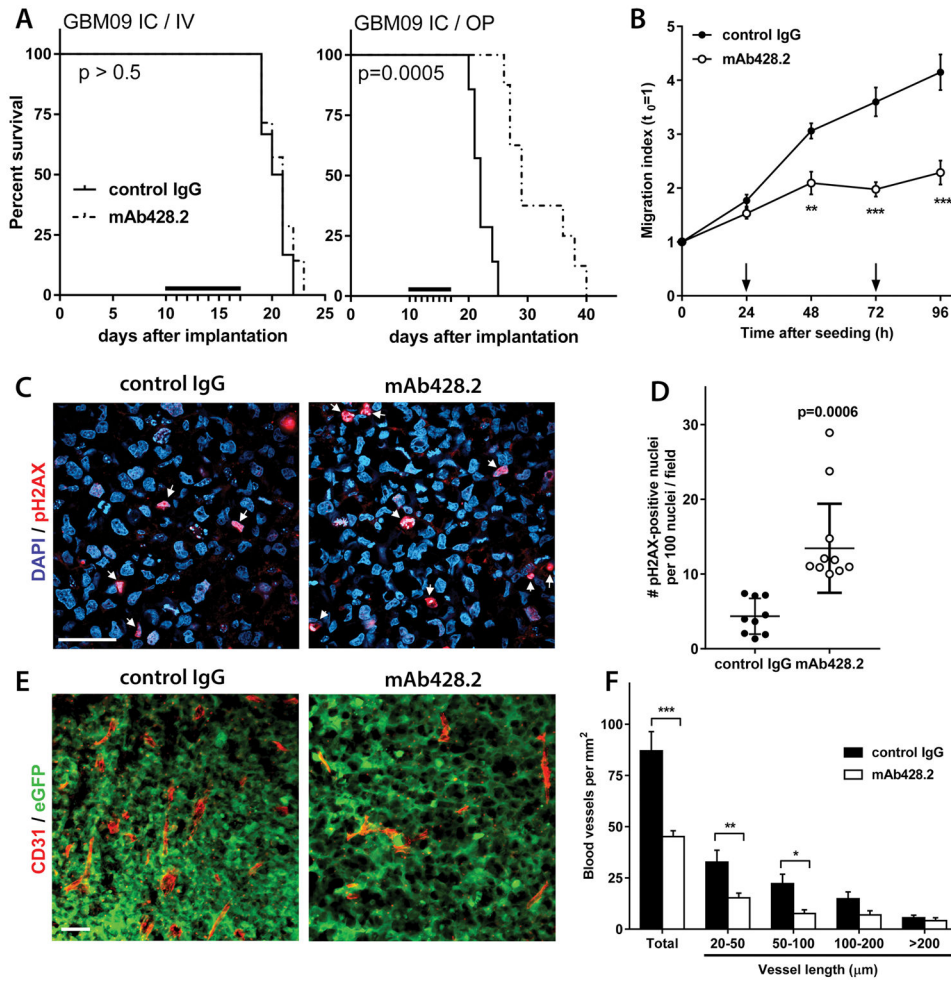 A
GBM09 IC / IV
p > 0.5
Percent survival
100
75
50
25
0
control IgG
mAb428.2
0 5 10 15 20 25
days after implantation
GBM09 IC / OP
p=0.0005
100
75
50
25
0
0 10 20 30 40
days after implantation
B
control IgG
mAb428.2
Migration index (t 0=1)
5
4
3
2
1
0
** *** ***
0 24 48 72 96
Time after seeding (h)
C
control IgG
mAb428.2
DAPI / pH2AX
D
p=0.0006
# pH2AX-positive nuclei
per 100 nuclei / field
30
20
10
0
control IgG mAb428.2
E
control IgG
mAb428.2
CD31 / eGFP
F
Blood vessels per mm2
100
75
50
25
0
***
**
*
control IgG
mAb428.2
Total 20-50 50-100 100-200 >200
Vessel length (μm)